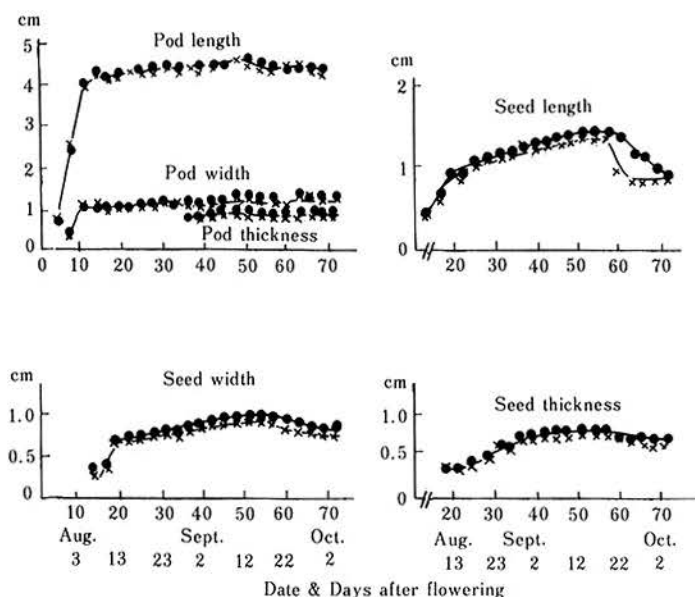 cm
Pod length
5
4
3
2
Pod width
1
Pod thickness
0
0 10 20 30 40 50 60 70
cm
2
Seed length
1
0
20 30 40 50 60 70
cm
Seed width
1.0
0.5
0
10 20 30 40 50 60 70
Aug. Sept. Oct.
3 13 23 2 12 22 2
cm
Seed thickness
1.0
0.5
0
20 30 40 50 60 70
Aug. Sept. Oct.
13 23 2 12 22 2
Date & Days after flowering